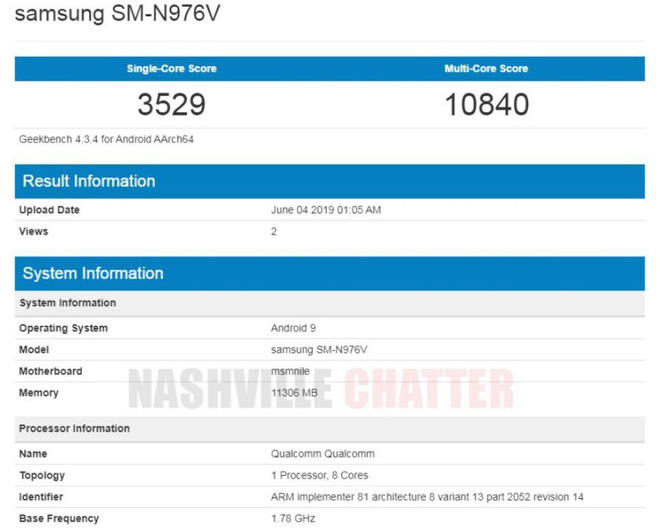 samsung SM-N976V
Single-Core Score Multi-Core Score
3529 10840
Geekbench 4.3.4 for Android AArch64
Result Information
Upload Date June 04 2019 01:05 AM
Views 2
System Information
System Information
Operating System Android 9
Model samsung SM-N976V
Motherboard msmnile
NASHVILLE CHATTER
Memory 11306 MB
Processor Information
Name Qualcomm Qualcomm
Topology 1 Processor, 8 Cores
Identifier ARM implementer 81 architecture 8 variant 13 part 2052 revision 14
Base Frequency 1.78 GHz